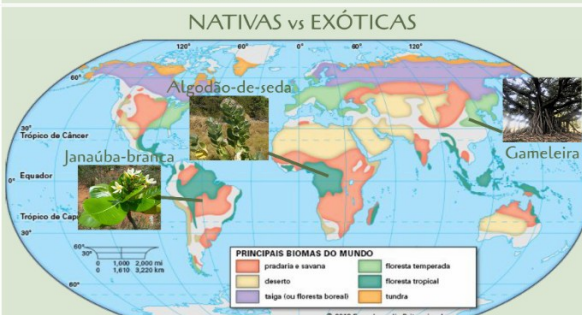 NATIVAS vs EXÓTICAS
120° 60° 0° 60° 120°
60°
Algodão-de-seda
30°
Trópico de Câncer
Gameleira
Janaúba-branca
0°
Equador
Trópico de Cap
30°
60°
30°
0 1,000 2,000 mi
0 1,610 3,220 km
60°
PRINCIPAIS BIOMAS DO MUNDO
pradaria e savana
floresta temperada
deserto
floresta tropical
taiga (ou floresta boreal)
tundra